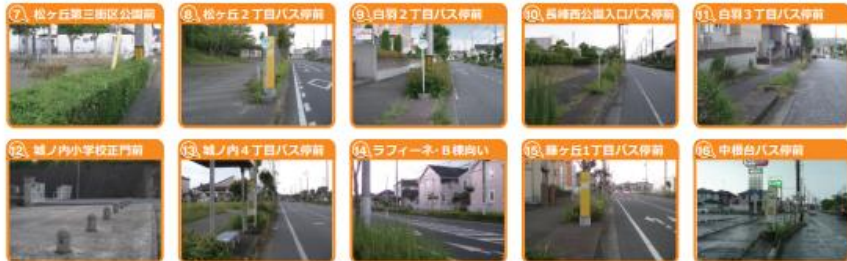 ⑦ 松ヶ丘第三街区公園前
⑧ 松ヶ丘2丁目バス停前
⑨ 白羽2丁目バス停前
⑩ 長峰西公園入口バス停前
⑪ 白羽3丁目バス停前
⑫ 城ノ内小学校正門前
⑬ 城ノ内4丁目バス停前
⑭ ラフィーネ・B棟向い
⑮ 藤ヶ丘1丁目バス停前
⑯ 中根台バス停前